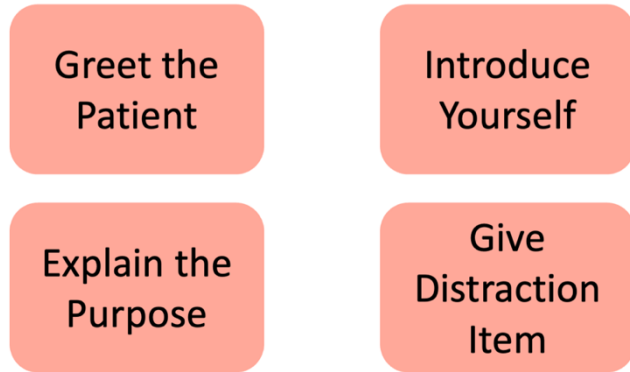 Greet the
Patient
Introduce
Yourself
Explain the
Purpose
Give
Distraction
Item